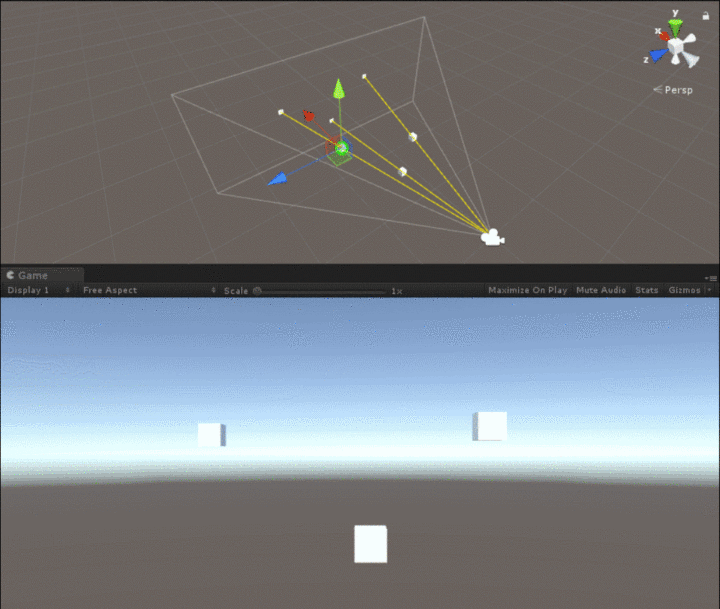 y
x
z
Persp
Game
Display 1 Free Aspect Scale 1x Maximize On Play Mute Audio Stats Gizmos